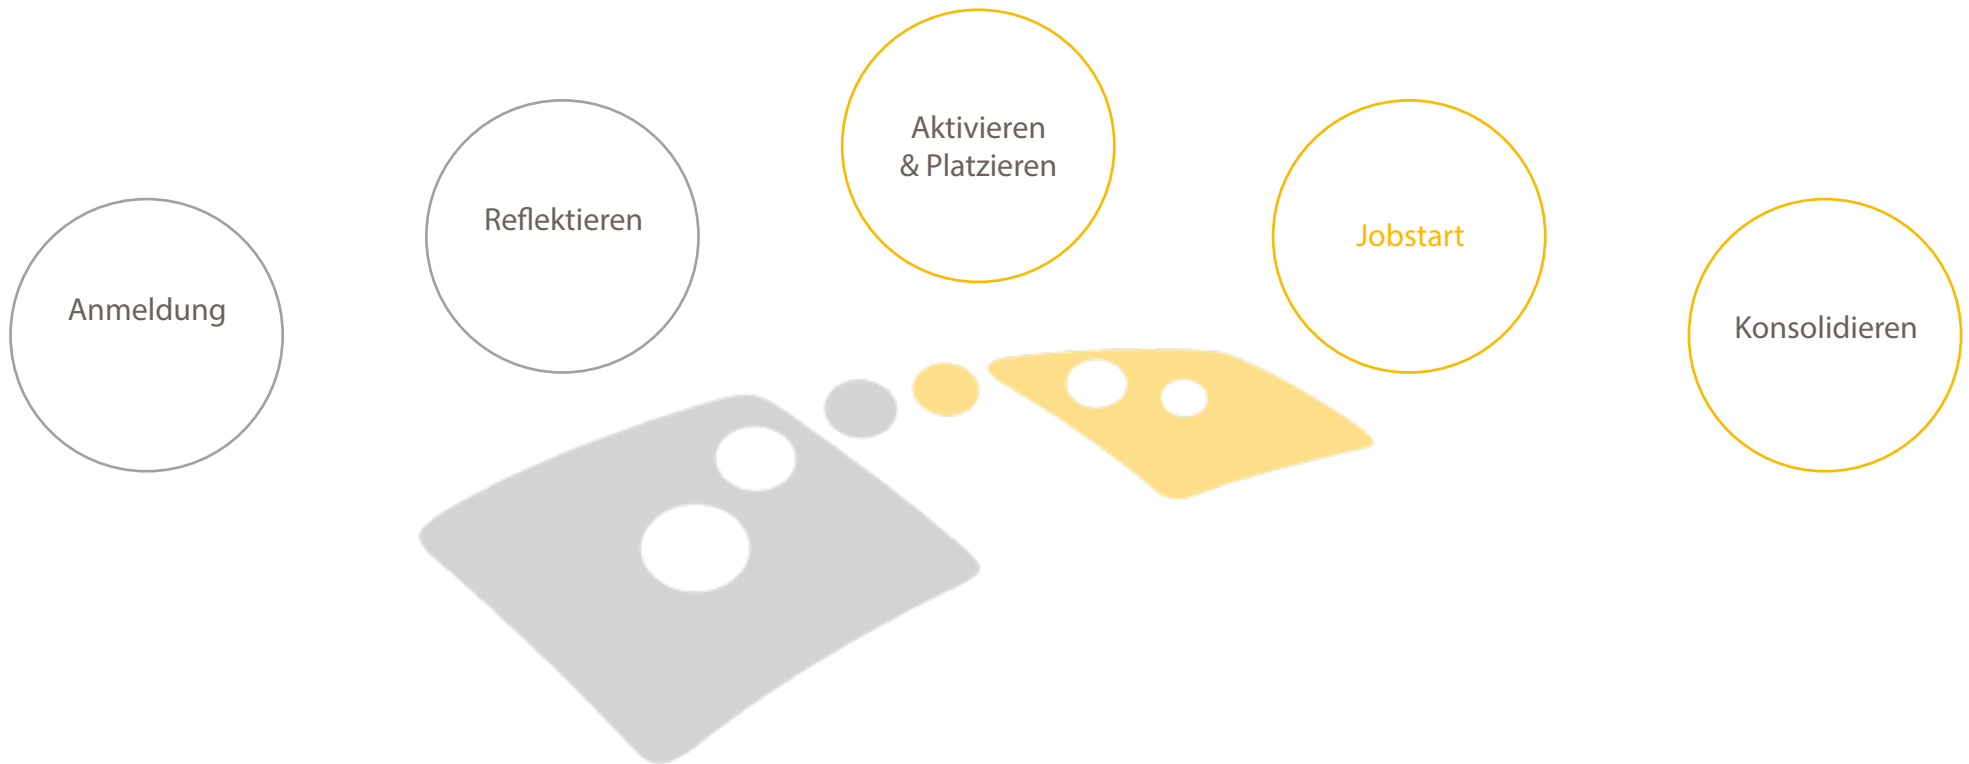 Anmeldung
Reflektieren
Aktivieren
& Platzieren
Jobstart
Konsolidieren